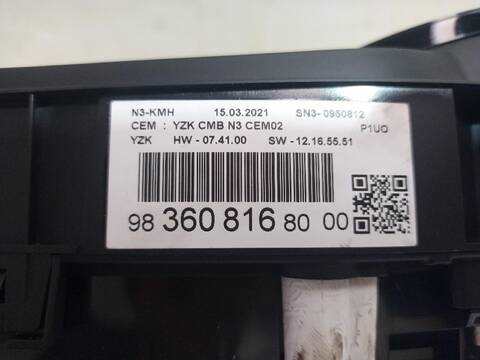 N3-KMH 15.03.2021 SN3- 0950812
CEM : YZK CMB N3 CEM02 P1UQ
YZK HW - 07.41.00 SW - 12.16.55.51
98 360 816 80 00